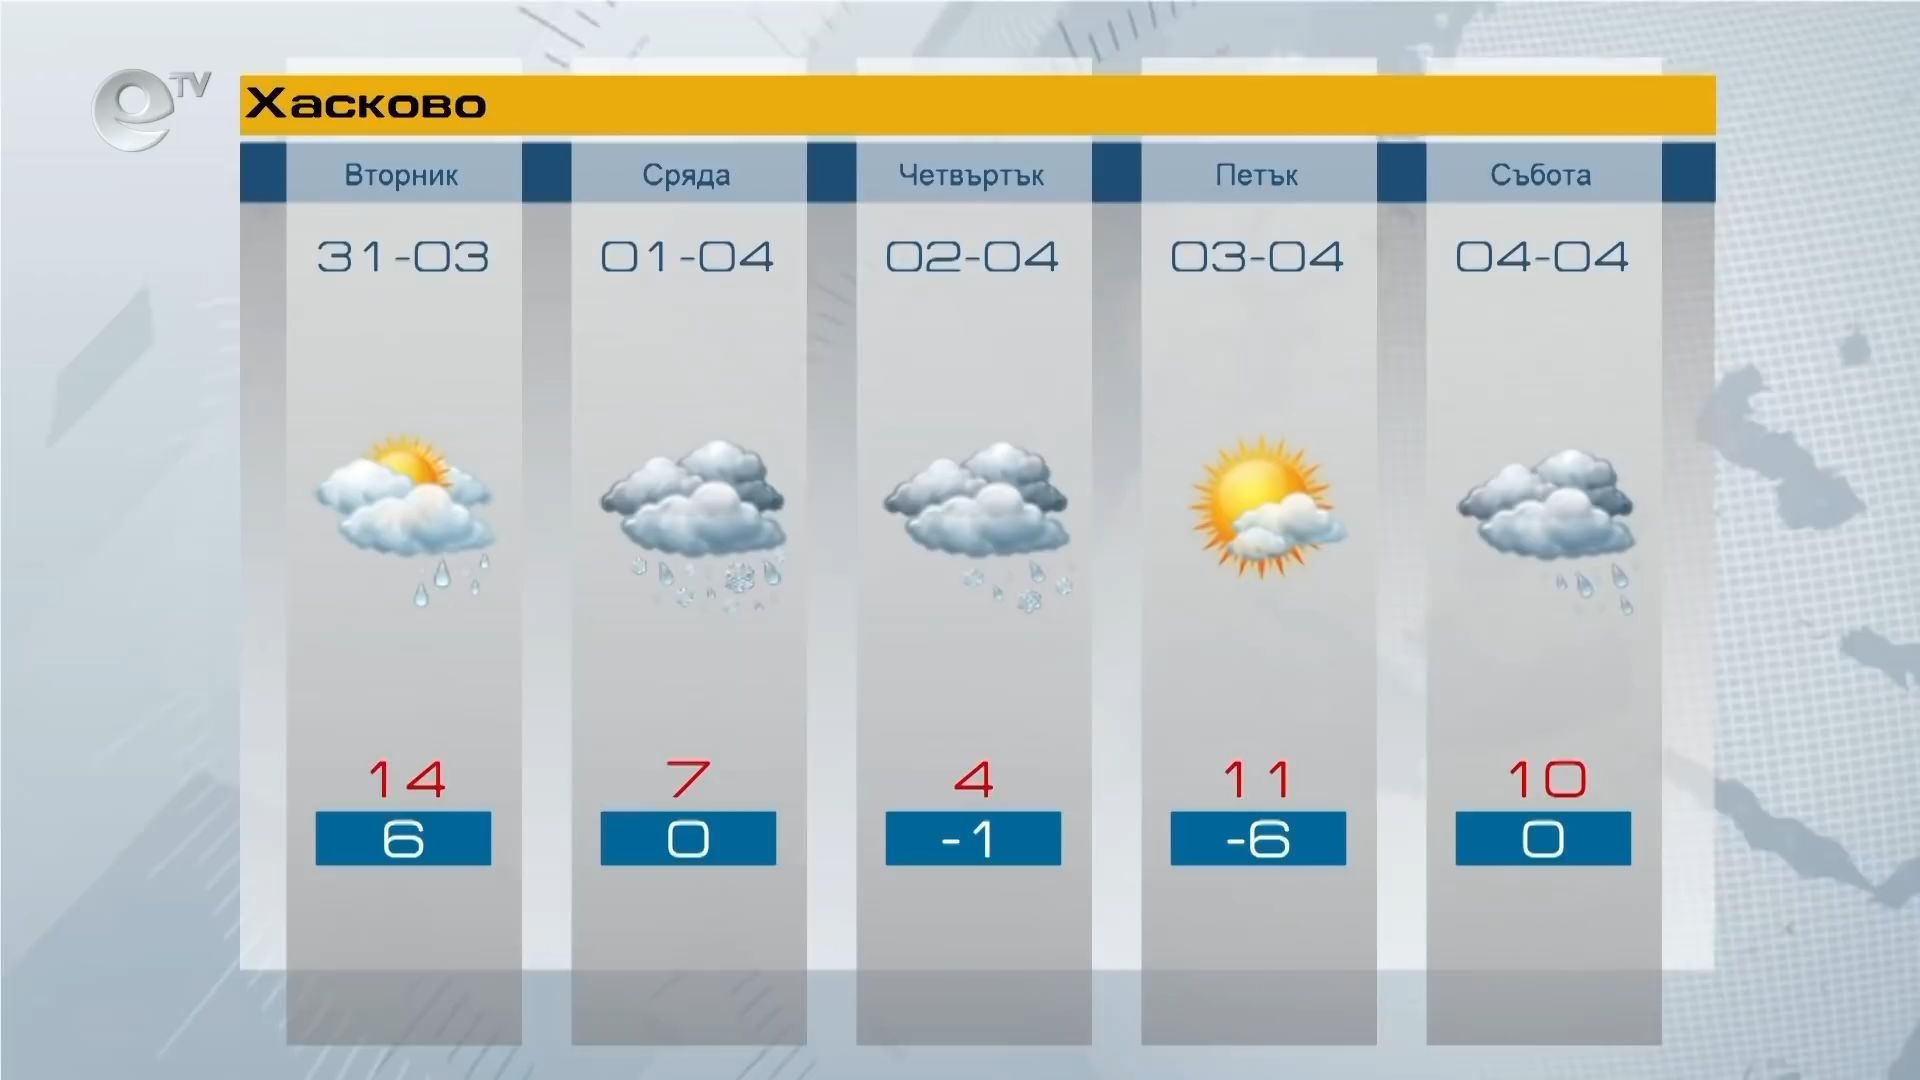 eTV
Хасково
Вторник Сряда Четвъртък Петък Събота
31-03 01-04 02-04 03-04 04-04
14 7 4 11 10
6 0 -1 -6 0